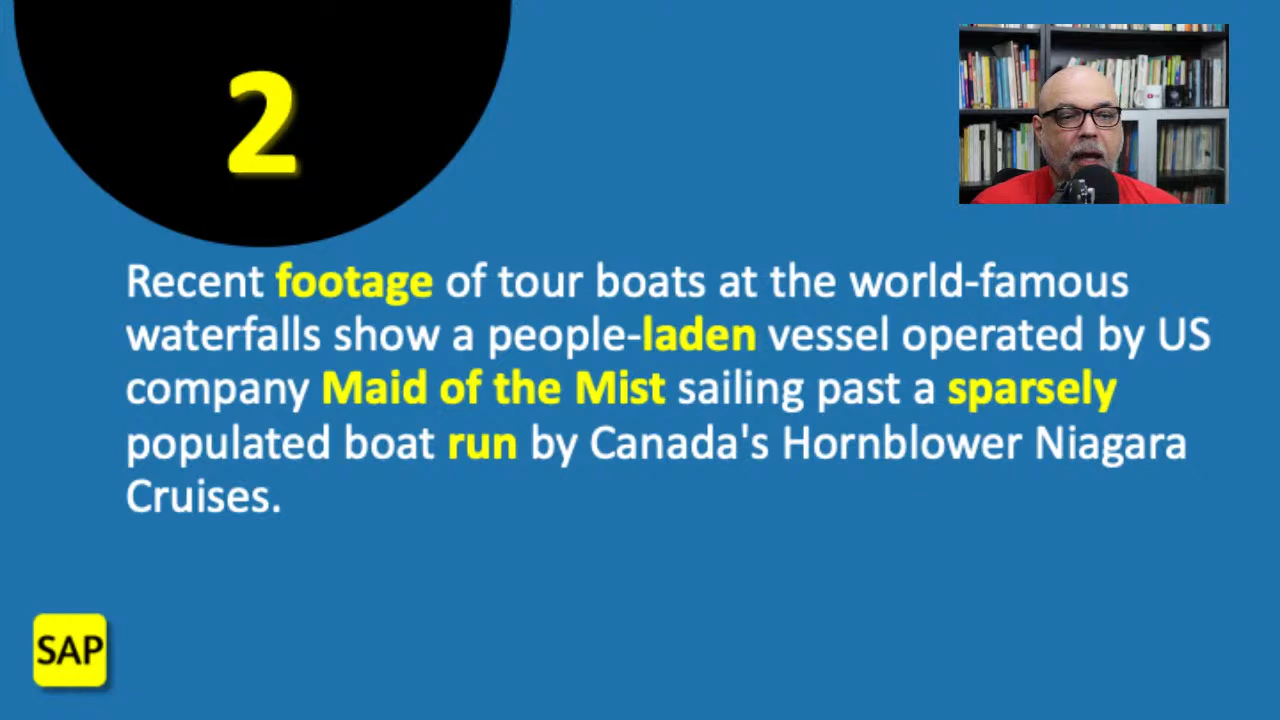 2
Recent footage of tour boats at the world-famous
waterfalls show a people-laden vessel operated by US
company Maid of the Mist sailing past a sparsely
populated boat run by Canada's Hornblower Niagara
Cruises.
SAP